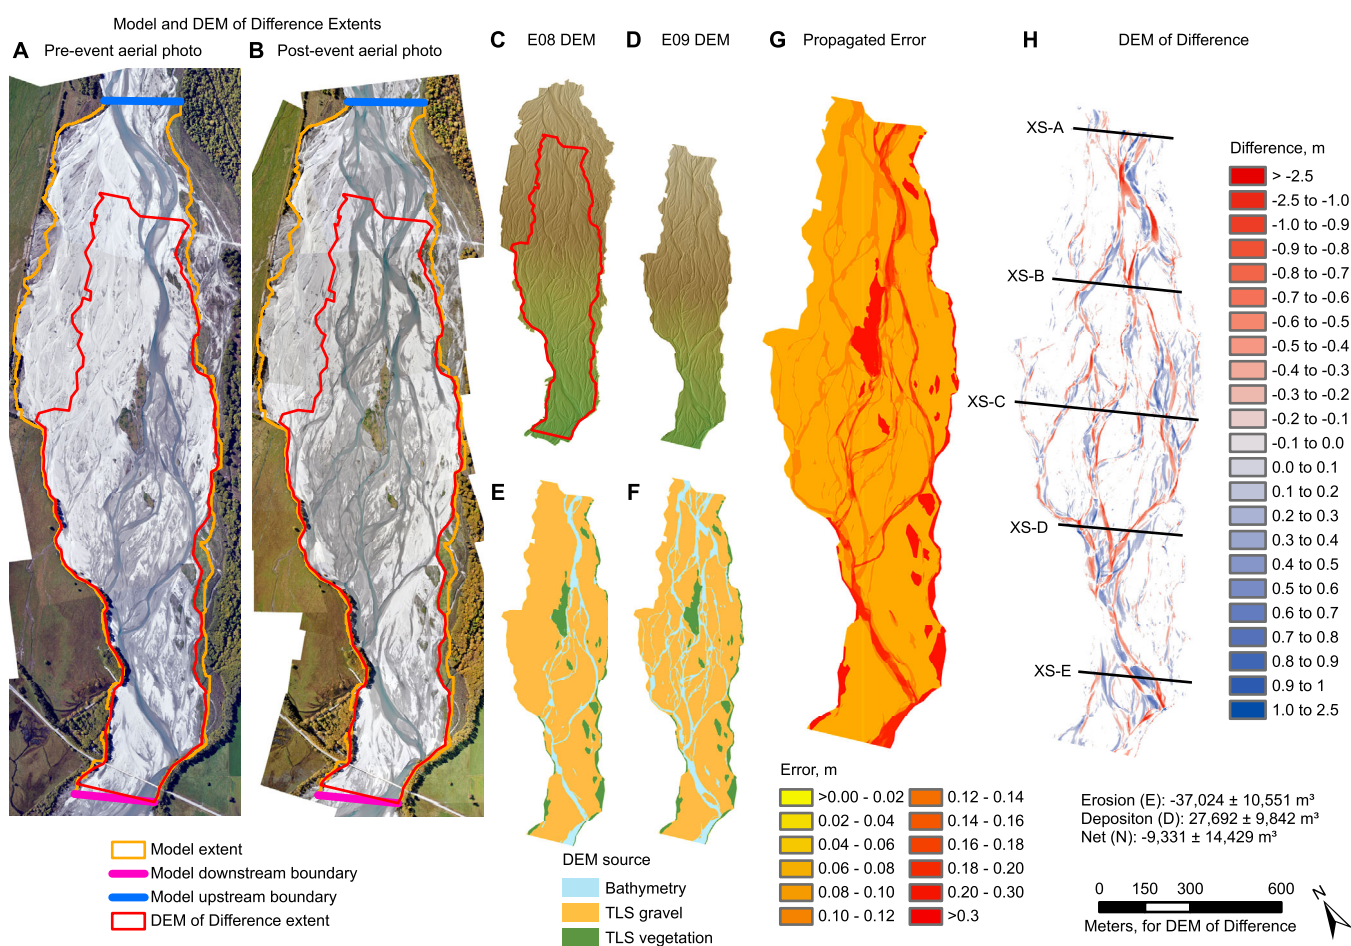 Model and DEM of Difference Extents
A Pre-event aerial photo
B Post-event aerial photo
C E08 DEM
D E09 DEM
G Propagated Error
H DEM of Difference
E
F
XS-A
XS-B
XS-C
XS-D
XS-E
Difference, m
> -2.5
-2.5 to -1.0
-1.0 to -0.9
-0.9 to -0.8
-0.8 to -0.7
-0.7 to -0.6
-0.6 to -0.5
-0.5 to -0.4
-0.4 to -0.3
-0.3 to -0.2
-0.2 to -0.1
-0.1 to 0.0
0.0 to 0.1
0.1 to 0.2
0.2 to 0.3
0.3 to 0.4
0.4 to 0.5
0.5 to 0.6
0.6 to 0.7
0.7 to 0.8
0.8 to 0.9
0.9 to 1
1.0 to 2.5
Model extent
Model downstream boundary
Model upstream boundary
DEM of Difference extent
DEM source
Bathymetry
TLS gravel
TLS vegetation
Error, m
>0.00 - 0.02
0.02 - 0.04
0.04 - 0.06
0.06 - 0.08
0.08 - 0.10
0.10 - 0.12
0.12 - 0.14
0.14 - 0.16
0.16 - 0.18
0.18 - 0.20
0.20 - 0.30
>0.3
Erosion (E): -37,024 ± 10,551 m³
Depositon (D): 27,692 ± 9,842 m³
Net (N): -9,331 ± 14,429 m³
0 150 300 600
Meters, for DEM of Difference
N